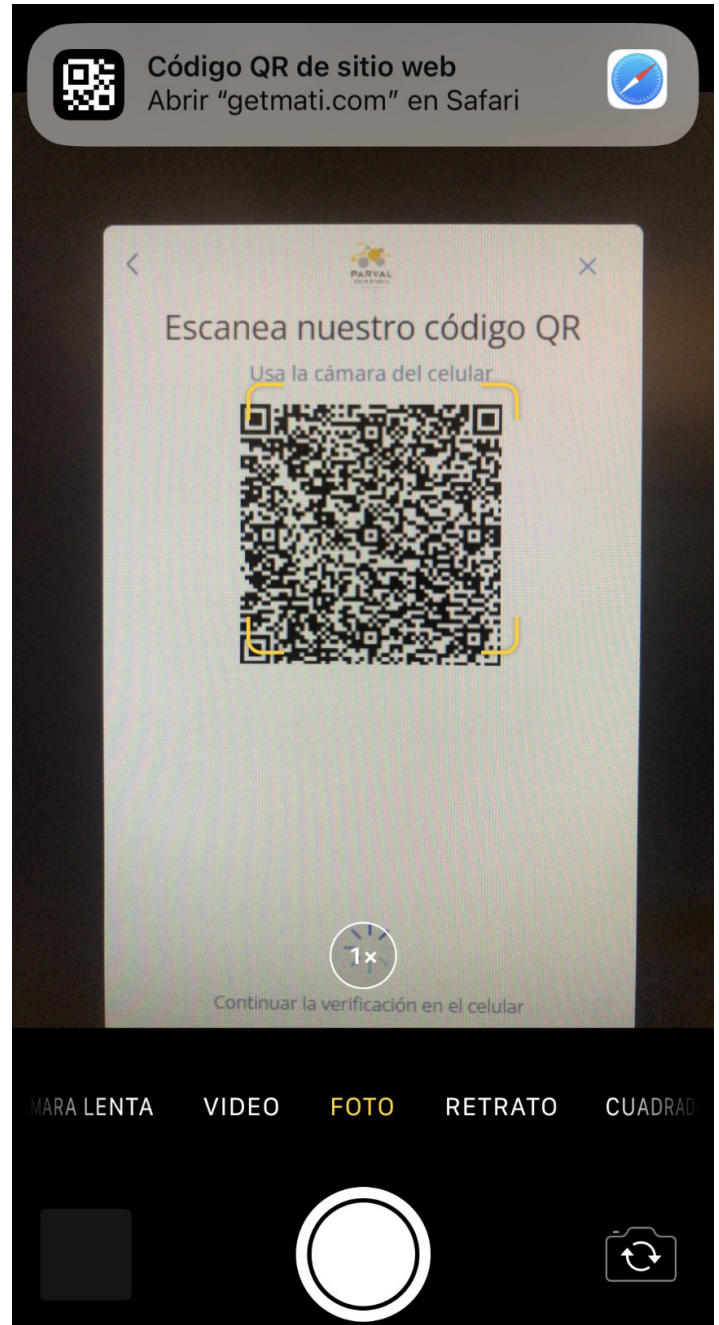 Código QR de sitio web
Abrir “getmati.com” en Safari
PARVAL
Escanea nuestro código QR
Usa la cámara del celular
1×
Continuar la verificación en el celular
MARA LENTA VIDEO FOTO RETRATO CUADRAD